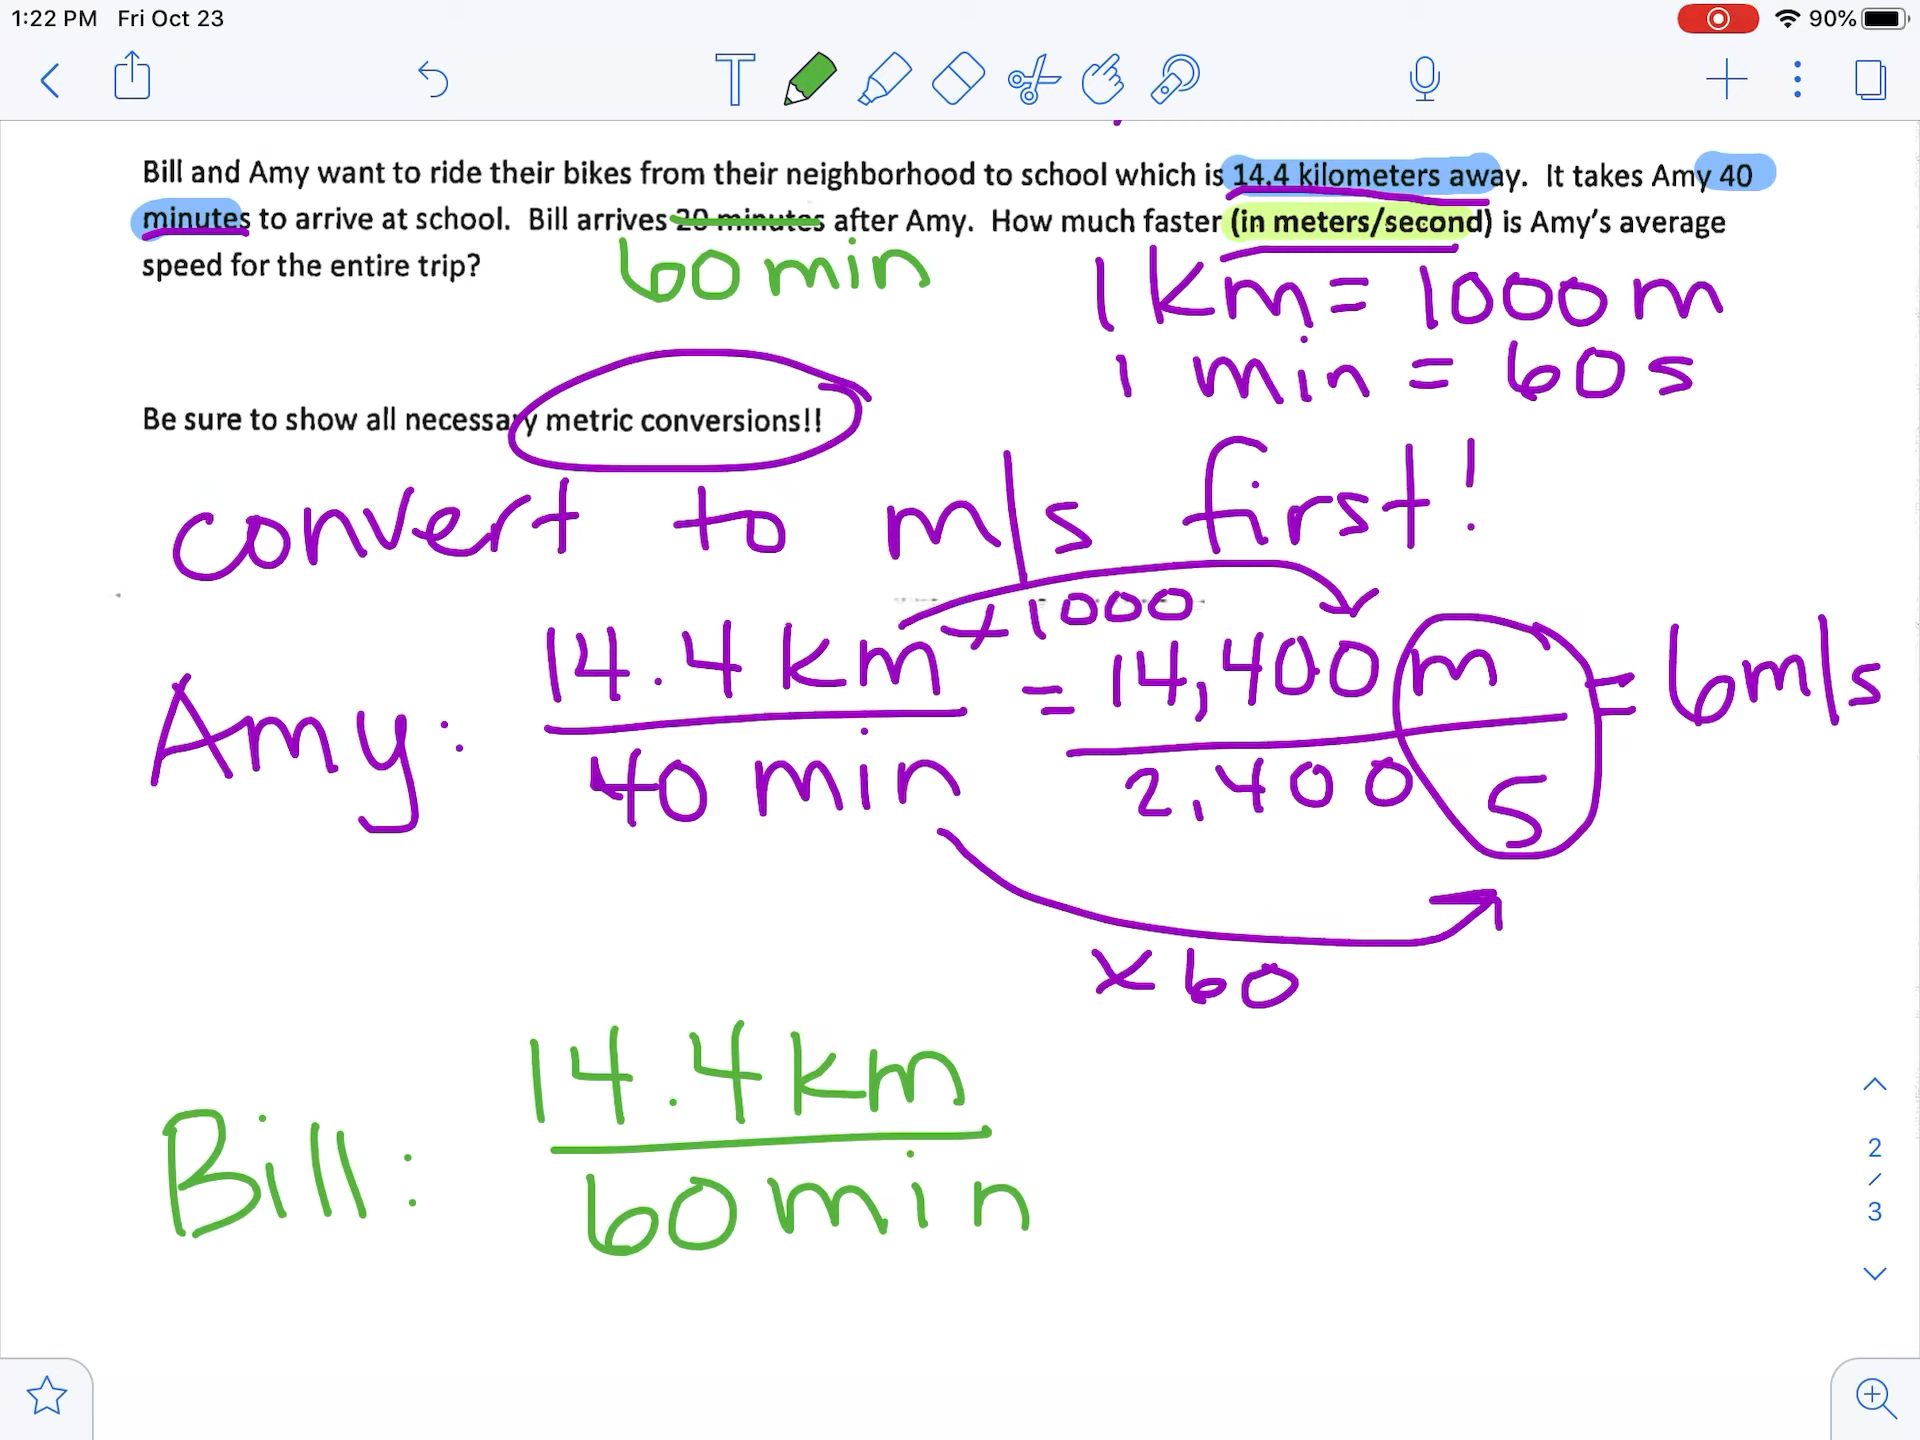 1:22 PM Fri Oct 23
90%
Bill and Amy want to ride their bikes from their neighborhood to school which is 14.4 kilometers away. It takes Amy 40
minutes to arrive at school. Bill arrives 20 minutes after Amy. How much faster (in meters/second) is Amy's average
speed for the entire trip?
60 min
1 km = 1000 m
1 min = 60 s
Be sure to show all necessary metric conversions!!
convert to m/s first!
x1000
Amy: 14.4 km = 14,400 m = 6 m/s
40 min 2,400 s
x 60
Bill: 14.4 km
60 min
2
/
3